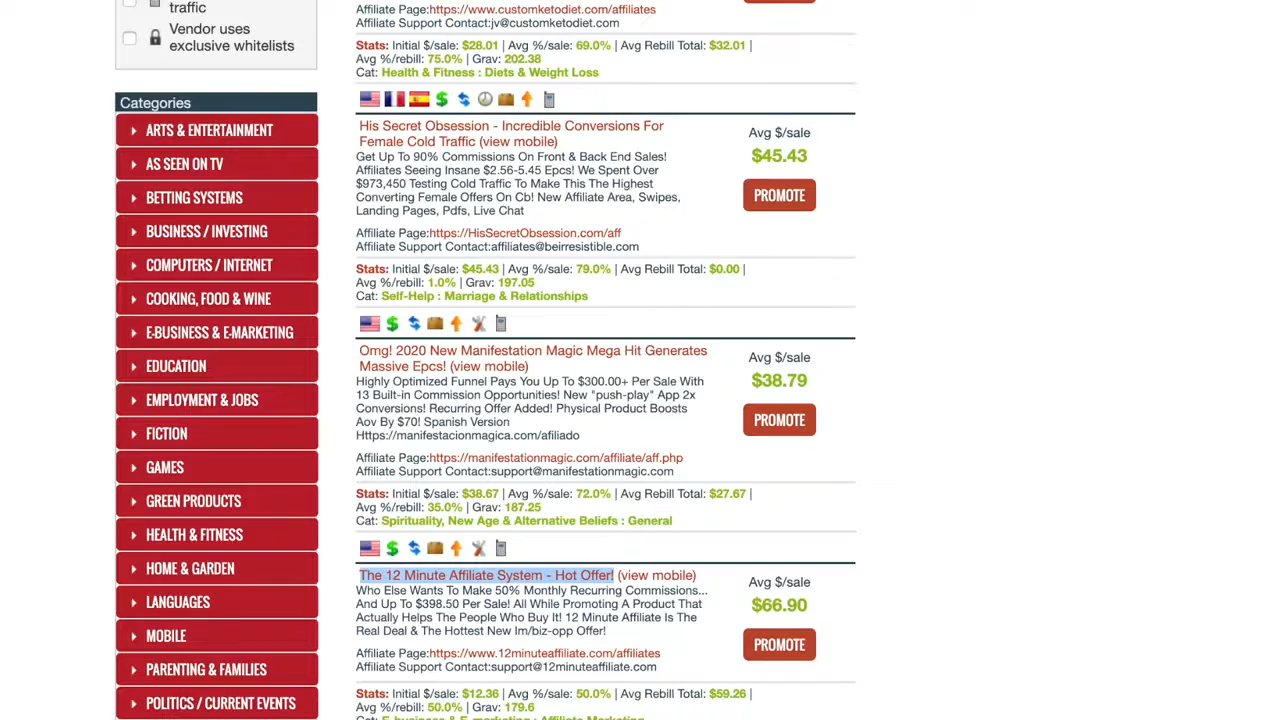 traffic
Vendor uses
exclusive whitelists
Categories
ARTS & ENTERTAINMENT
AS SEEN ON TV
BETTING SYSTEMS
BUSINESS / INVESTING
COMPUTERS / INTERNET
COOKING, FOOD & WINE
E-BUSINESS & E-MARKETING
EDUCATION
EMPLOYMENT & JOBS
FICTION
GAMES
GREEN PRODUCTS
HEALTH & FITNESS
HOME & GARDEN
LANGUAGES
MOBILE
PARENTING & FAMILIES
POLITICS / CURRENT EVENTS
Affiliate Page:https://www.customketodiet.com/affiliates
Affiliate Support Contact:jv@customketodiet.com
Stats: Initial $/sale: $28.01 | Avg %/sale: 69.0% | Avg Rebill Total: $32.01 |
Avg %/rebill: 75.0% | Grav: 202.38
Cat: Health & Fitness : Diets & Weight Loss
His Secret Obsession - Incredible Conversions For
Female Cold Traffic (view mobile)
Get Up To 90% Commissions On Front & Back End Sales!
Affiliates Seeing Insane $2.56-5.45 Epcs! We Spent Over
$973,450 Testing Cold Traffic To Make This The Highest
Converting Female Offers On Cb! New Affiliate Area, Swipes,
Landing Pages, Pdfs, Live Chat
Affiliate Page:https://HisSecretObsession.com/aff
Affiliate Support Contact:affiliates@beirresistible.com
Avg $/sale
$45.43
PROMOTE
Stats: Initial $/sale: $45.43 | Avg %/sale: 79.0% | Avg Rebill Total: $0.00 |
Avg %/rebill: 1.0% | Grav: 197.05
Cat: Self-Help : Marriage & Relationships
Omg! 2020 New Manifestation Magic Mega Hit Generates
Massive Epcs! (view mobile)
Highly Optimized Funnel Pays You Up To $300.00+ Per Sale With
13 Built-in Commission Opportunities! New "push-play" App 2x
Conversions! Recurring Offer Added! Physical Product Boosts
Aov By $70! Spanish Version
Https://manifestacionmagica.com/afiliado
Affiliate Page:https://manifestationmagic.com/affiliate/aff.php
Affiliate Support Contact:support@manifestationmagic.com
Avg $/sale
$38.79
PROMOTE
Stats: Initial $/sale: $38.67 | Avg %/sale: 72.0% | Avg Rebill Total: $27.67 |
Avg %/rebill: 35.0% | Grav: 187.25
Cat: Spirituality, New Age & Alternative Beliefs : General
The 12 Minute Affiliate System - Hot Offer! (view mobile)
Who Else Wants To Make 50% Monthly Recurring Commissions...
And Up To $398.50 Per Sale! All While Promoting A Product That
Actually Helps The People Who Buy It! 12 Minute Affiliate Is The
Real Deal & The Hottest New Im/biz-opp Offer!
Affiliate Page:https://www.12minuteaffiliate.com/affiliates
Affiliate Support Contact:support@12minuteaffiliate.com
Avg $/sale
$66.90
PROMOTE
Stats: Initial $/sale: $12.36 | Avg %/sale: 50.0% | Avg Rebill Total: $59.26 |
Avg %/rebill: 50.0% | Grav: 179.6
Cat: E-business & E-marketing : Affiliate Marketing